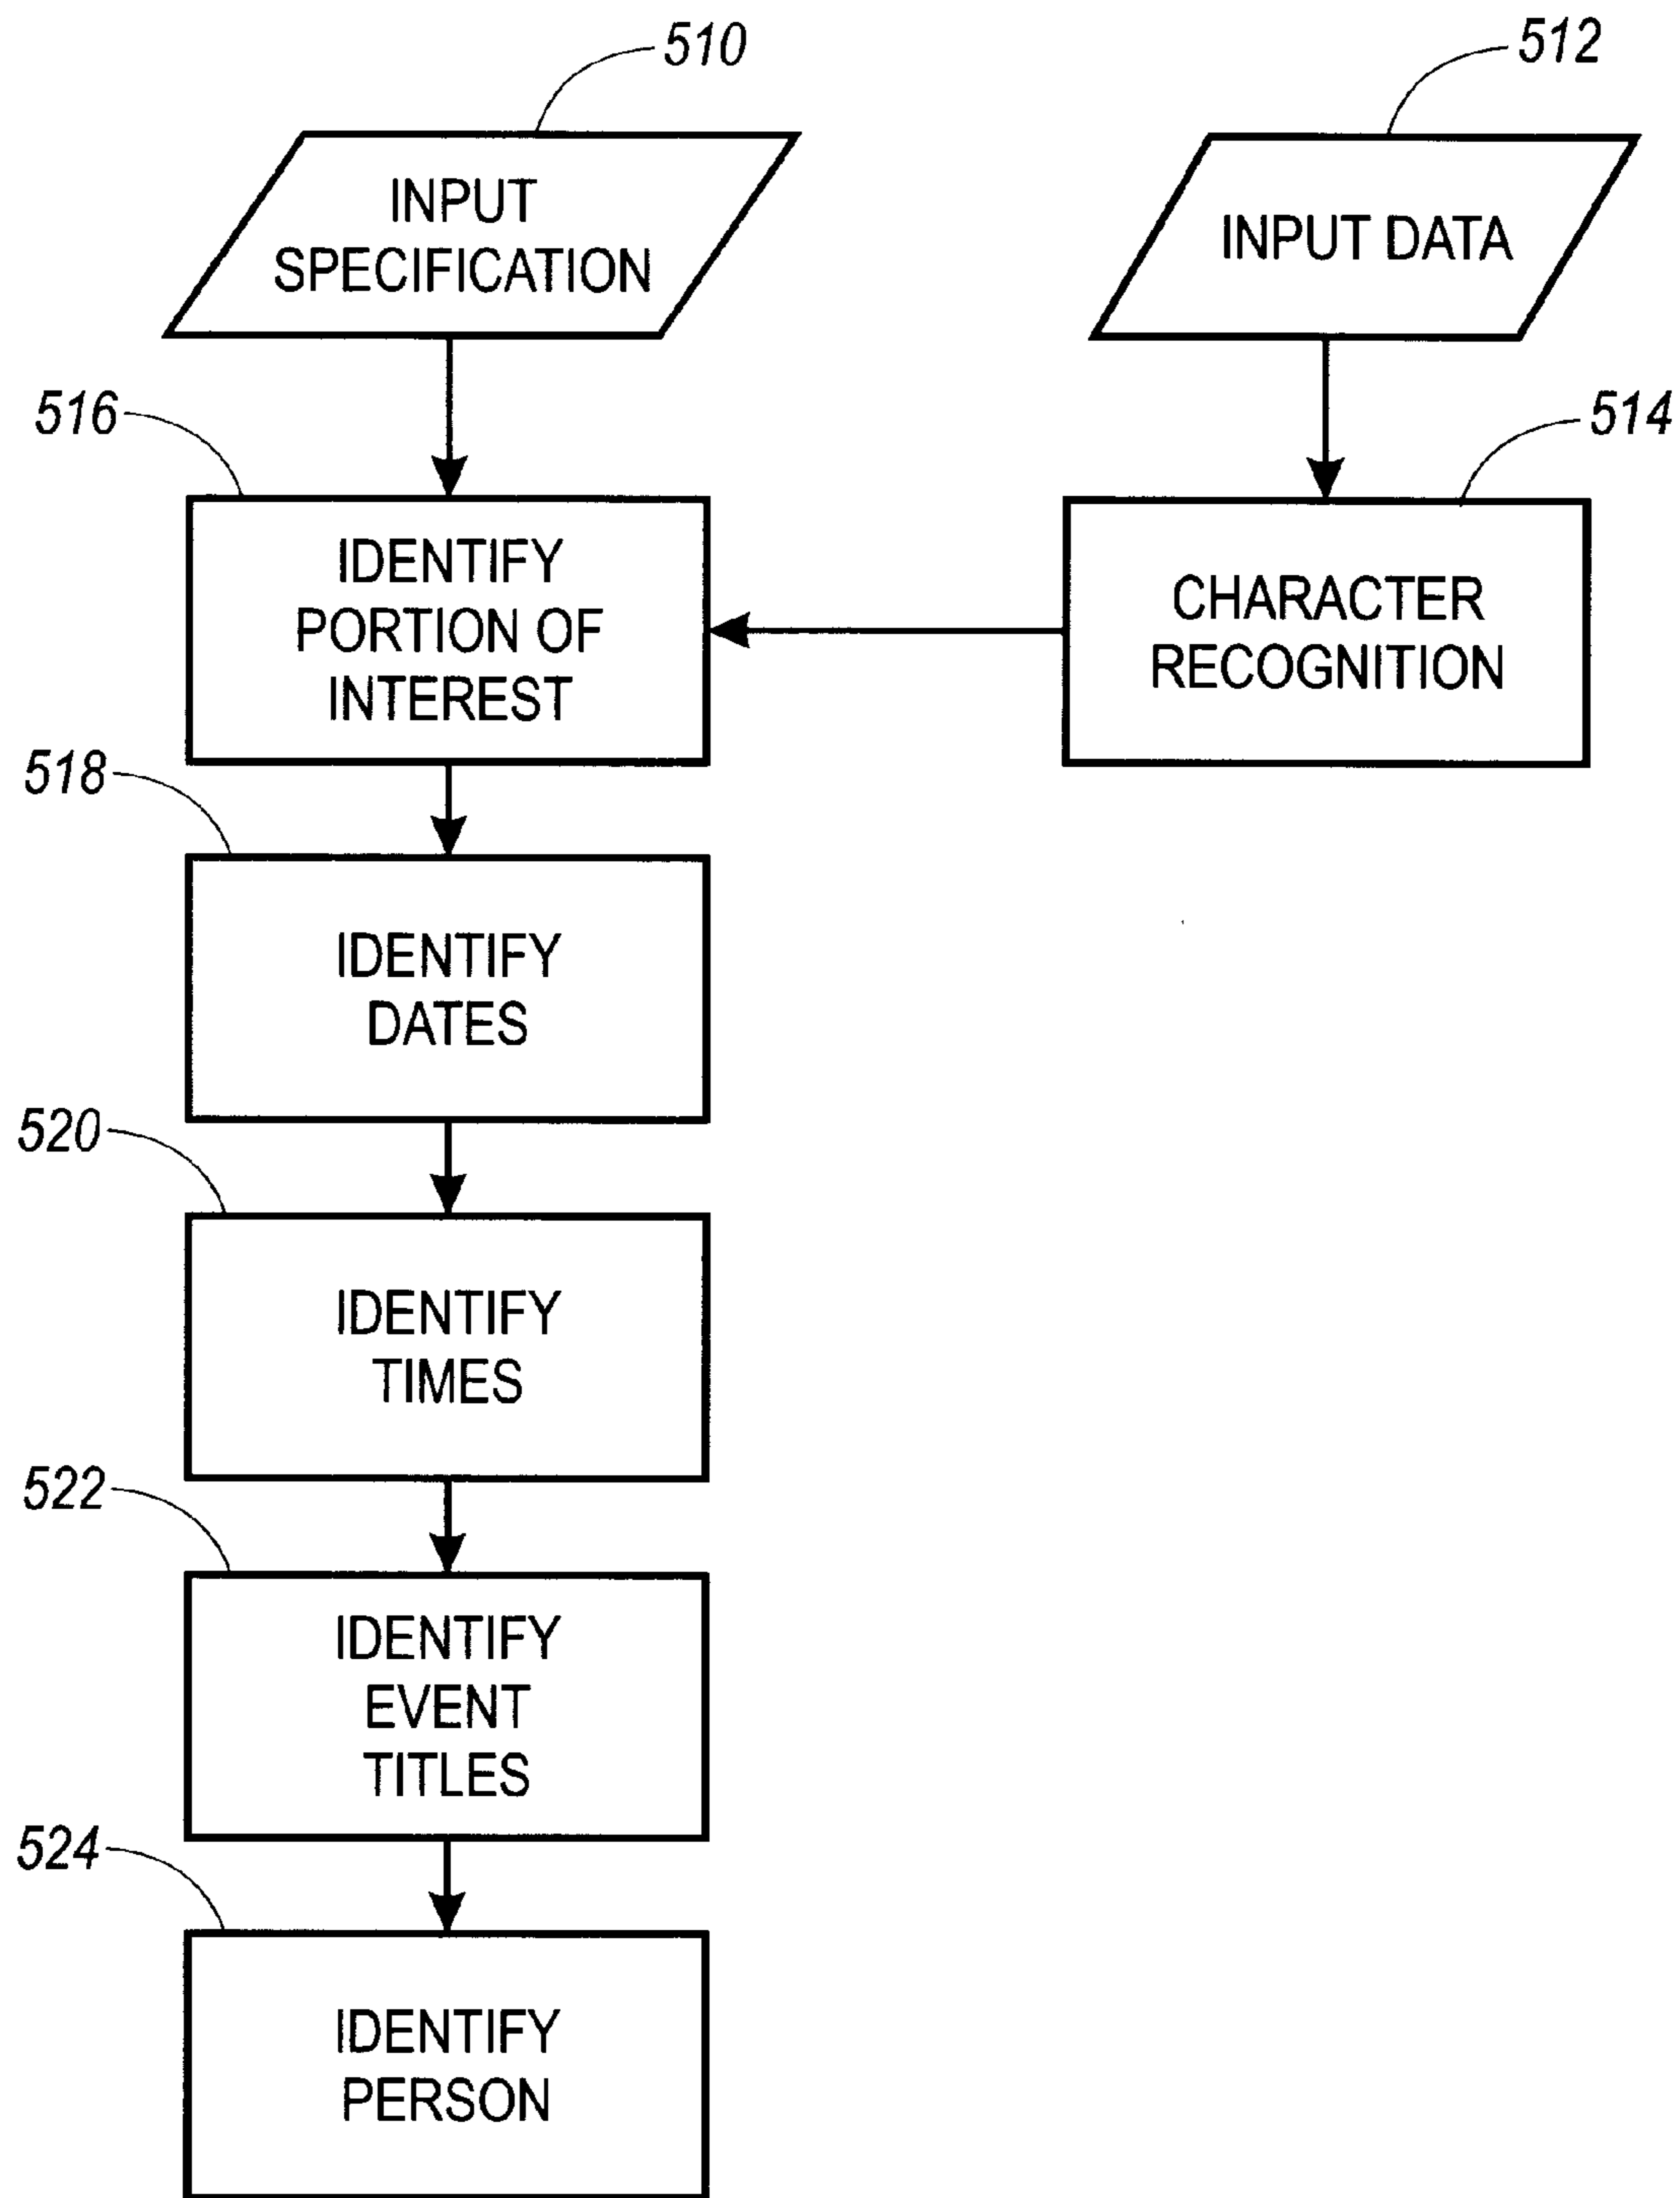 510
512
INPUT
SPECIFICATION
INPUT DATA
516
514
IDENTIFY
PORTION OF
INTEREST
CHARACTER
RECOGNITION
518
IDENTIFY
DATES
520
IDENTIFY
TIMES
522
IDENTIFY
EVENT
TITLES
524
IDENTIFY
PERSON